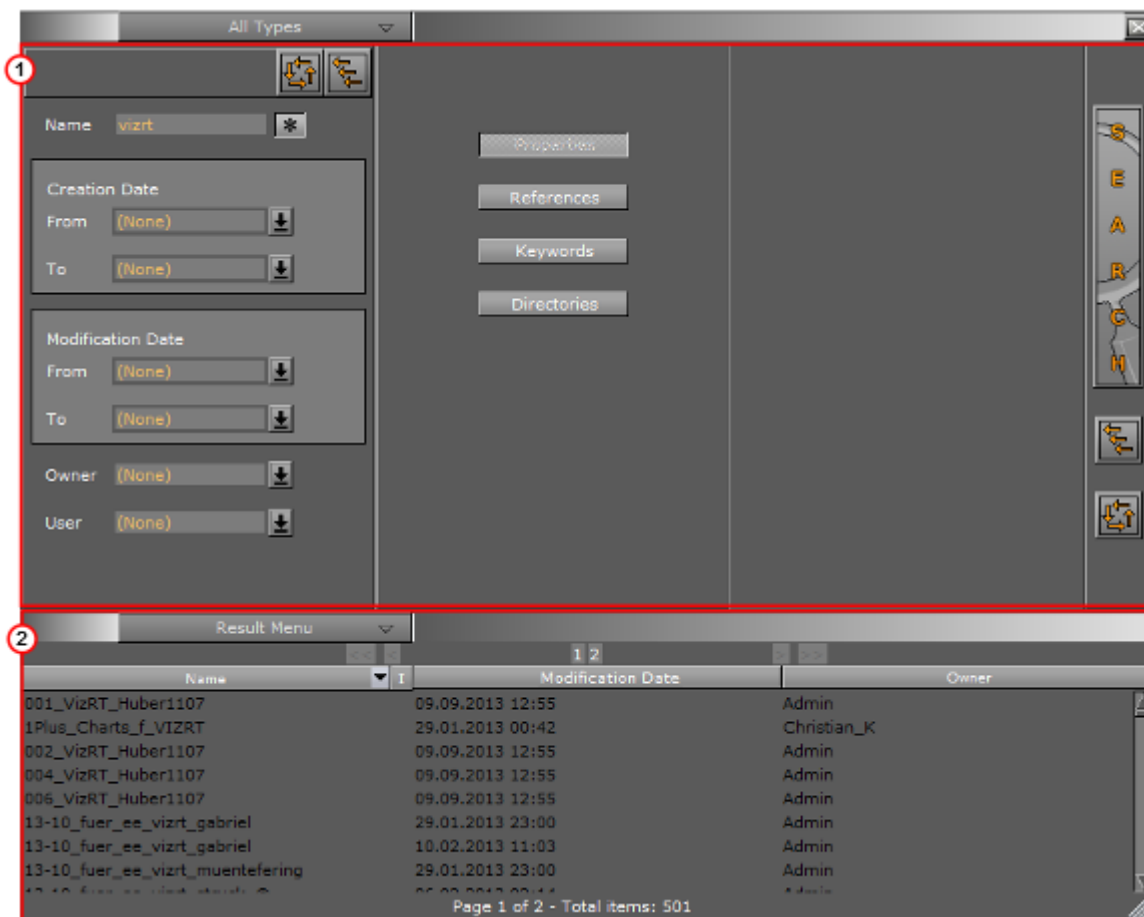 All Types
1
Name vizrt *
Creation Date
From (None)
To (None)
Modification Date
From (None)
To (None)
Owner (None)
User (None)
Properties
References
Keywords
Directories
S
E
A
R
C
H
2
Result Menu
<< < 1 2 > >>
Name I Modification Date Owner
001_VizRT_Huber1107 09.09.2013 12:55 Admin
1Plus_Charts_f_VIZRT 29.01.2013 00:42 Christian_K
002_VizRT_Huber1107 09.09.2013 12:55 Admin
004_VizRT_Huber1107 09.09.2013 12:55 Admin
006_VizRT_Huber1107 09.09.2013 12:55 Admin
13-10_fuer_ee_vizrt_gabriel 29.01.2013 23:00 Admin
13-10_fuer_ee_vizrt_gabriel 10.02.2013 11:03 Admin
13-10_fuer_ee_vizrt_muentefering 29.01.2013 23:00 Admin
Admin
Page 1 of 2 - Total items: 501